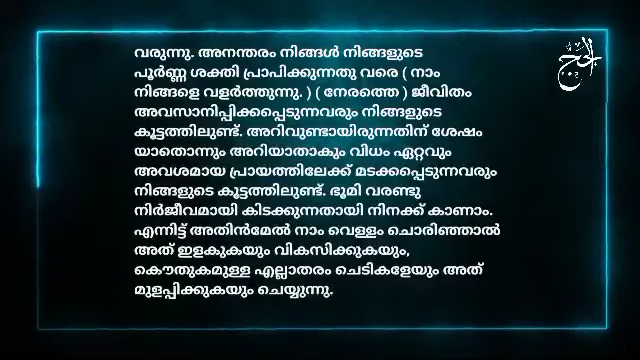 വരുന്നു. അനന്തരം നിങ്ങൾ നിങ്ങളുടെ
പൂർണ്ണ ശക്തി പ്രാപിക്കുന്നതു വരെ ( നാം
നിങ്ങളെ വളർത്തുന്നു. ) ( നേരത്തെ ) ജീവിതം
അവസാനിപ്പിക്കപ്പെടുന്നവരും നിങ്ങളുടെ
കൂട്ടത്തിലുണ്ട്. അറിവുണ്ടായിരുന്നതിന് ശേഷം
യാതൊന്നും അറിയാതാകും വിധം ഏറ്റവും
അവശമായ പ്രായത്തിലേക്ക് മടക്കപ്പെടുന്നവരും
നിങ്ങളുടെ കൂട്ടത്തിലുണ്ട്. ഭൂമി വരണ്ടു
നിർജീവമായി കിടക്കുന്നതായി നിനക്ക് കാണാം.
എന്നിട്ട് അതിൻമേൽ നാം വെള്ളം ചൊരിഞ്ഞാൽ
അത് ഇളകുകയും വികസിക്കുകയും,
കൌതുകമുള്ള എല്ലാതരം ചെടികളേയും അത്
മുളപ്പിക്കുകയും ചെയ്യുന്നു.
الحج